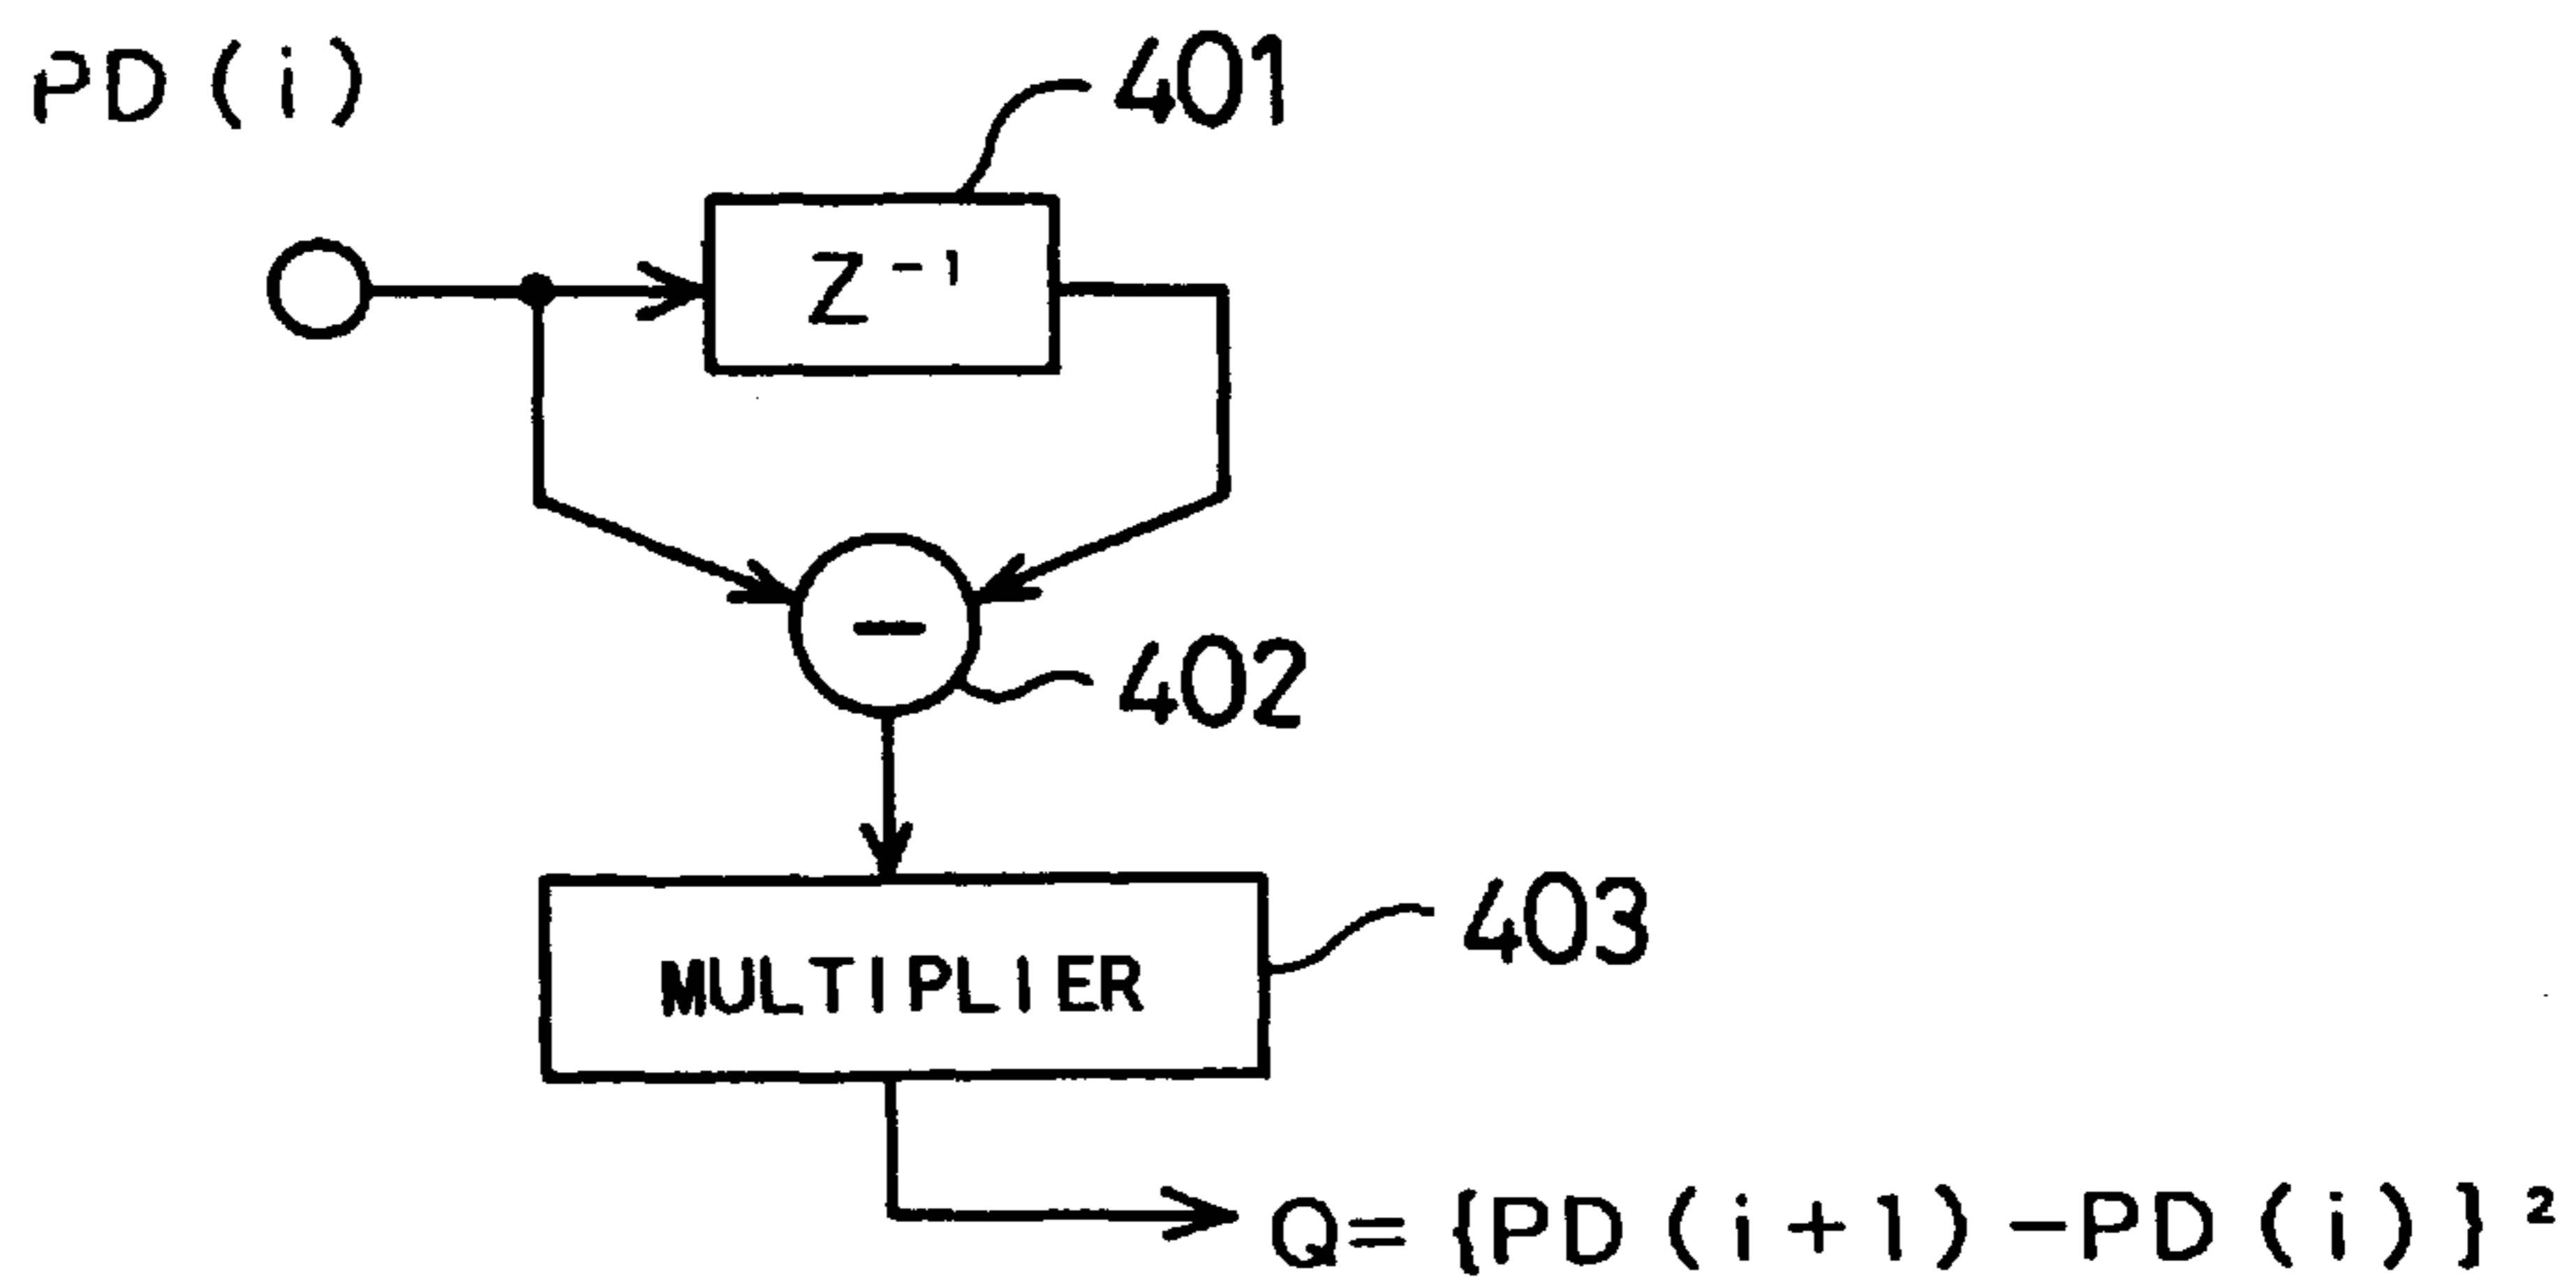 PD(i)
401
Z⁻¹
−
402
MULTIPLIER
403
Q={PD(i+1)−PD(i)}²